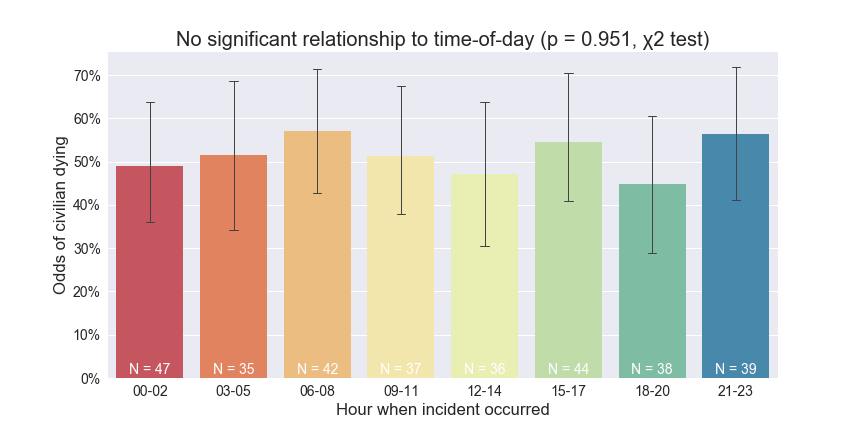 No significant relationship to time-of-day (p = 0.951, χ2 test)
Odds of civilian dying
70%
60%
50%
40%
30%
20%
10%
0%
N = 47 N = 35 N = 42 N = 37 N = 36 N = 44 N = 38 N = 39
00-02 03-05 06-08 09-11 12-14 15-17 18-20 21-23
Hour when incident occurred